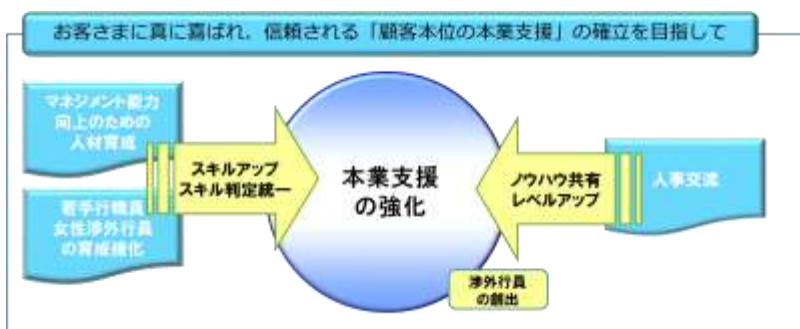 お客さまに真に喜ばれ、信頼される「顧客本位の本業支援」の確立を目指して
マネジメント能力
向上のための
人材育成
若手行職員
女性渉外行員
の育成強化
スキルアップ
スキル判定統一
本業支援
の強化
ノウハウ共有
レベルアップ
人事交流
渉外行員
の創出